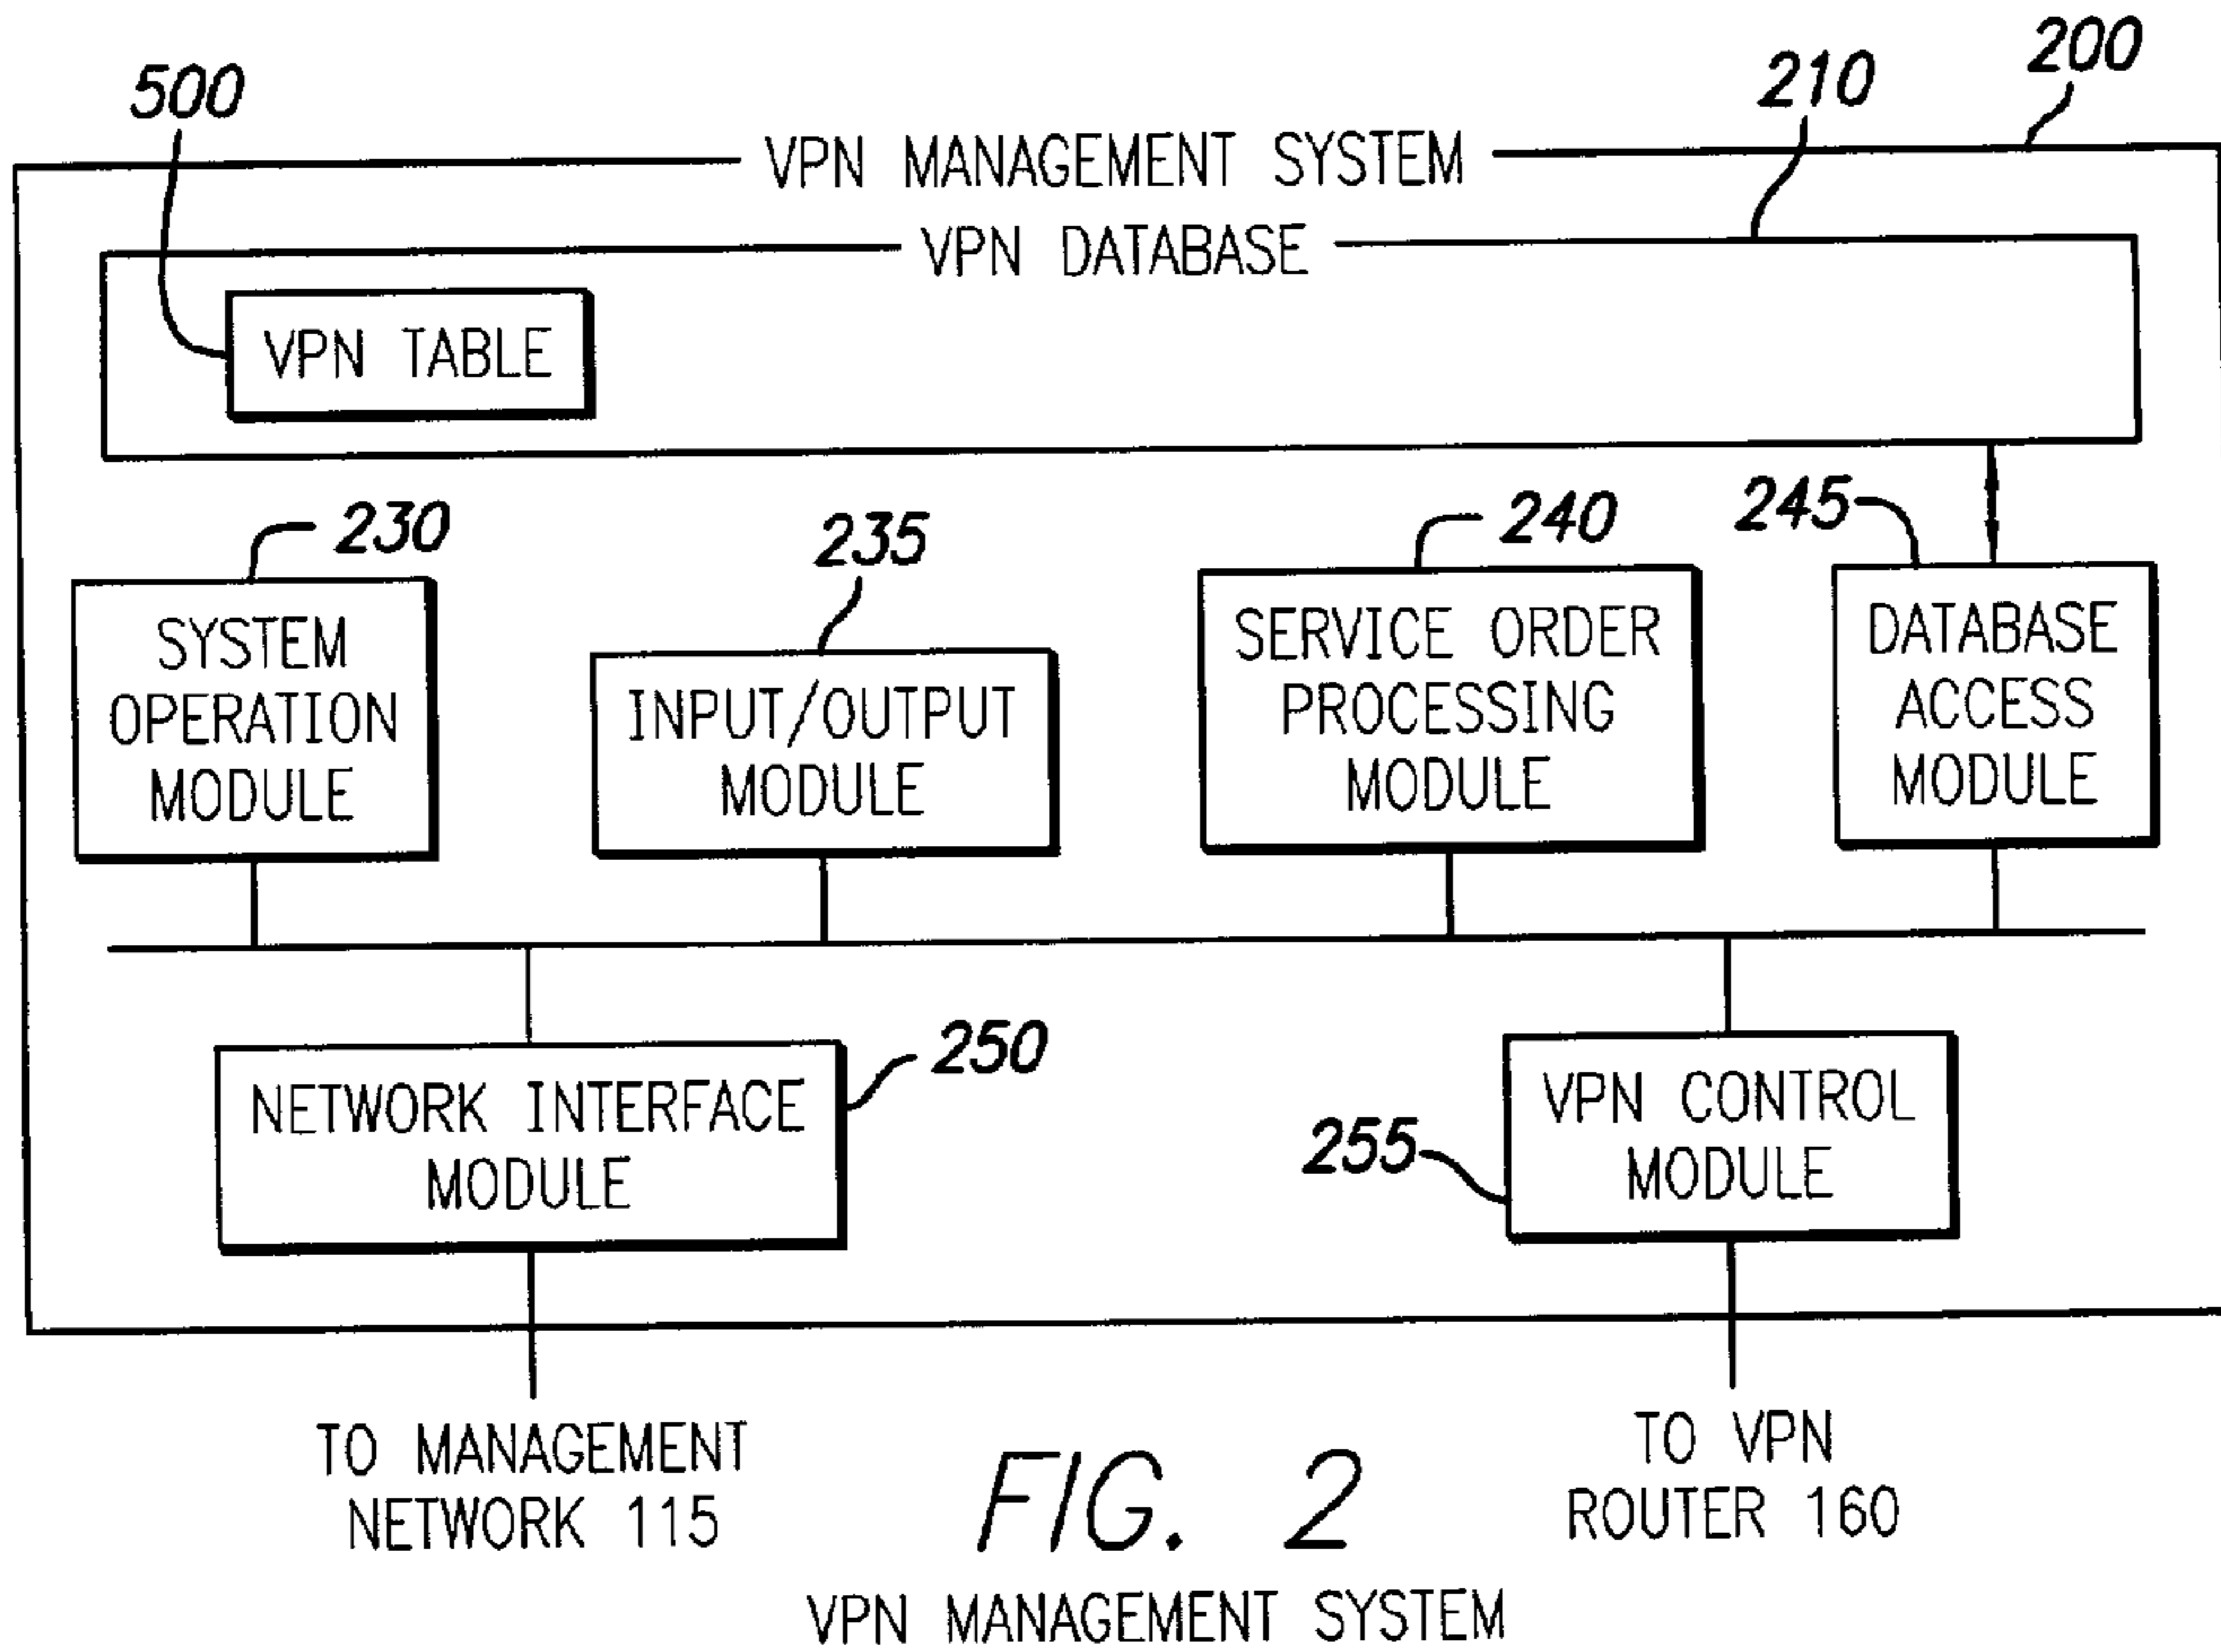 500
210
200
VPN MANAGEMENT SYSTEM
VPN DATABASE
VPN TABLE
230
235
240
245
SYSTEM
OPERATION
MODULE
INPUT/OUTPUT
MODULE
SERVICE ORDER
PROCESSING
MODULE
DATABASE
ACCESS
MODULE
NETWORK INTERFACE
MODULE
250
255
VPN CONTROL
MODULE
TO MANAGEMENT
NETWORK 115
TO VPN
ROUTER 160
FIG. 2
VPN MANAGEMENT SYSTEM